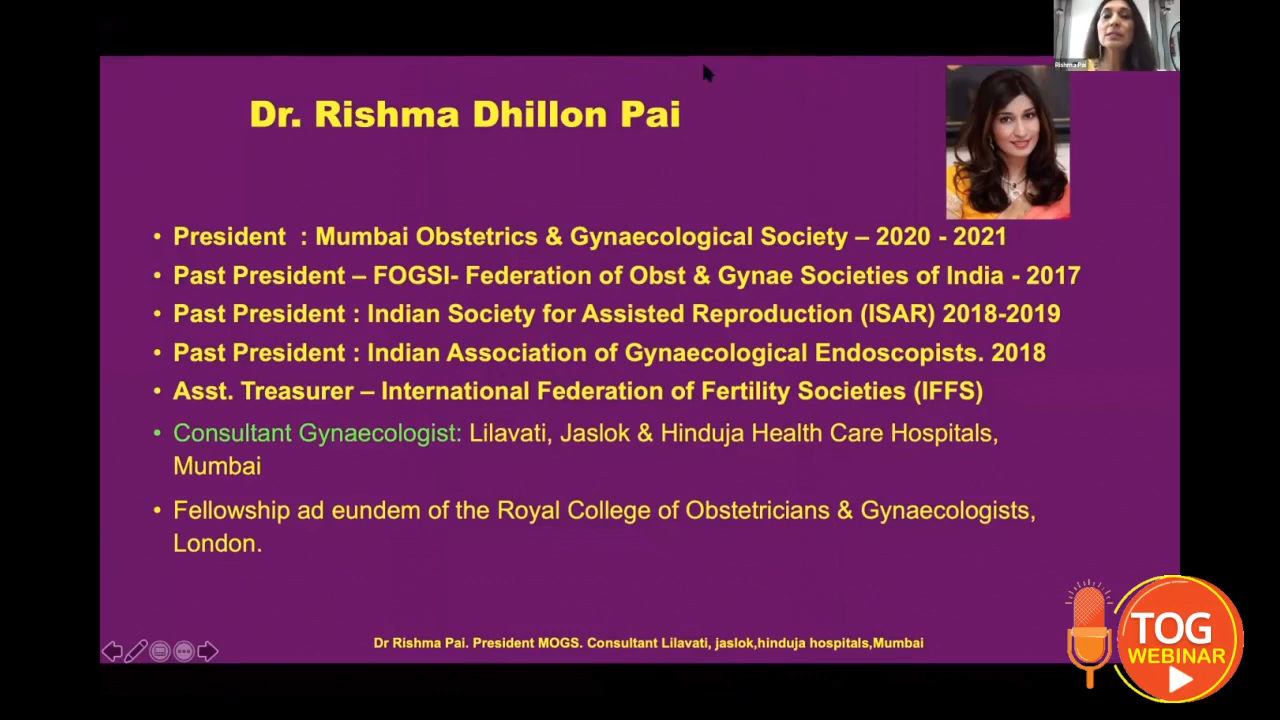 Rishma Pai
Dr. Rishma Dhillon Pai
• President : Mumbai Obstetrics & Gynaecological Society – 2020 - 2021
• Past President – FOGSI- Federation of Obst & Gynae Societies of India - 2017
• Past President : Indian Society for Assisted Reproduction (ISAR) 2018-2019
• Past President : Indian Association of Gynaecological Endoscopists. 2018
• Asst. Treasurer – International Federation of Fertility Societies (IFFS)
• Consultant Gynaecologist: Lilavati, Jaslok & Hinduja Health Care Hospitals,
Mumbai
• Fellowship ad eundem of the Royal College of Obstetricians & Gynaecologists,
London.
Dr Rishma Pai. President MOGS. Consultant Lilavati, jaslok,hinduja hospitals,Mumbai
TOG
WEBINAR